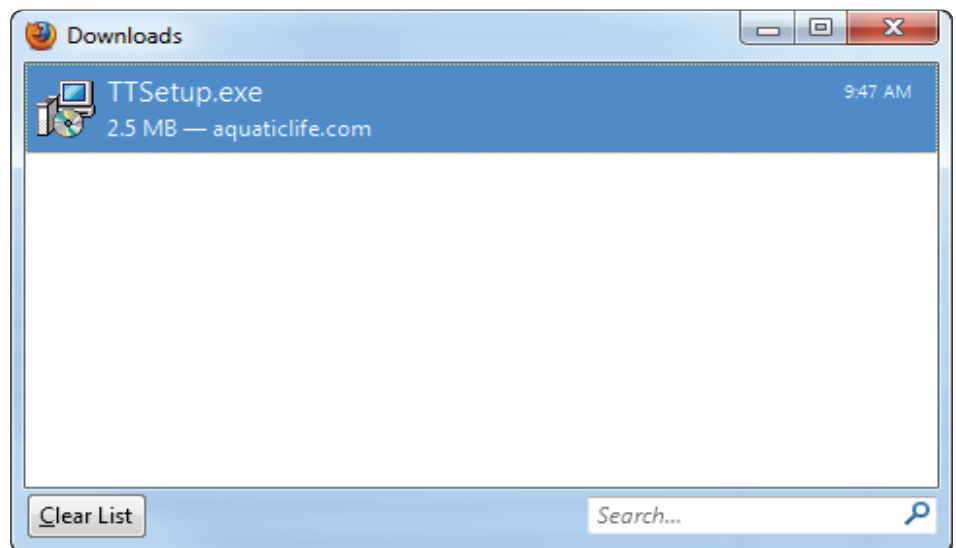 Downloads
TTSetup.exe
9:47 AM
2.5 MB — aquaticlife.com
Clear List
Search...